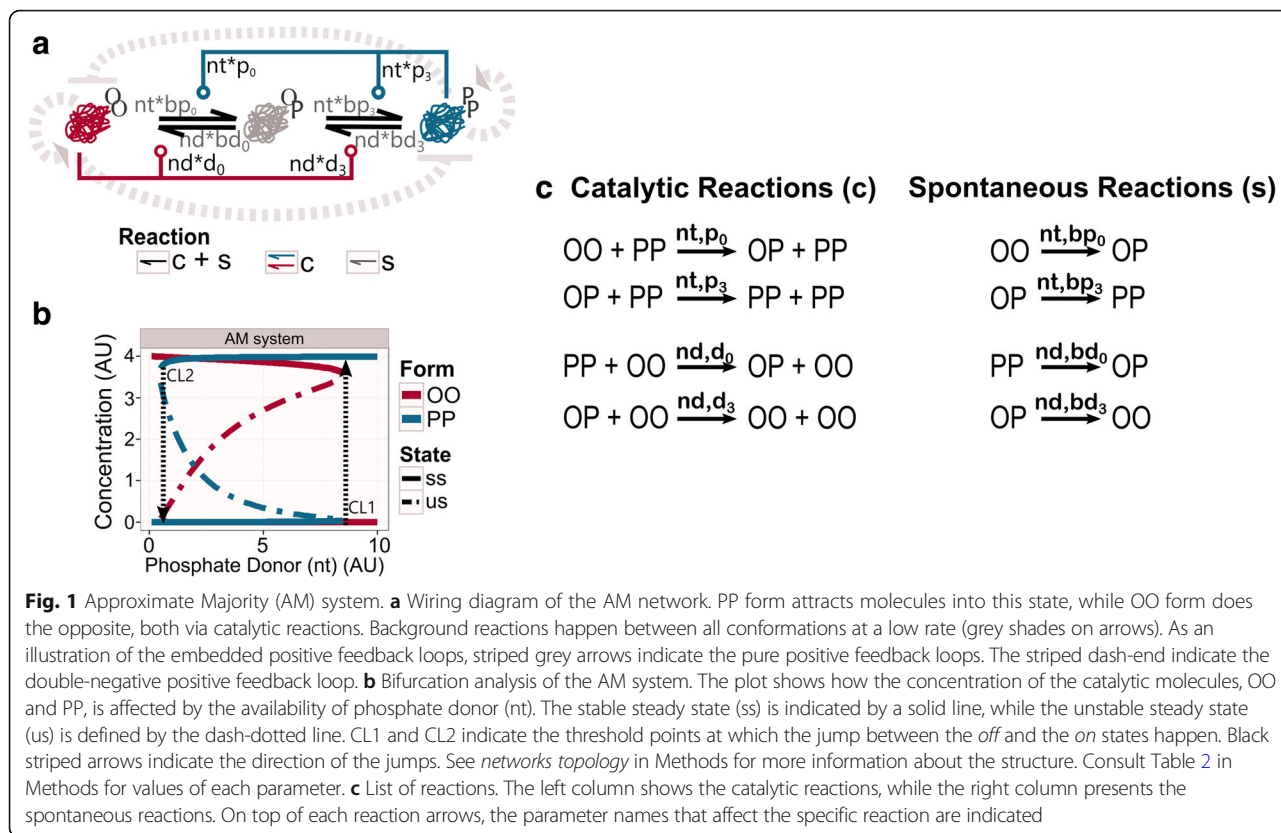 a
nt*p0
nt*p3
OO
OP
PP
nt*bp0
nt*bp3
nd*bd0
nd*bd3
nd*d0
nd*d3
Reaction
c + s
c
s
b
AM system
Concentration (AU)
4
3
2
1
0
CL2
CL1
0
5
10
Phosphate Donor (nt) (AU)
Form
OO
PP
State
ss
us
c Catalytic Reactions (c)
nt,p0
OO + PP → OP + PP
nt,p3
OP + PP → PP + PP
nd,d0
PP + OO → OP + OO
nd,d3
OP + OO → OO + OO
Spontaneous Reactions (s)
nt,bp0
OO → OP
nt,bp3
OP → PP
nd,bd0
PP → OP
nd,bd3
OP → OO
Fig. 1 Approximate Majority (AM) system. a Wiring diagram of the AM network. PP form attracts molecules into this state, while OO form does
the opposite, both via catalytic reactions. Background reactions happen between all conformations at a low rate (grey shades on arrows). As an
illustration of the embedded positive feedback loops, striped grey arrows indicate the pure positive feedback loops. The striped dash-end indicate the
double-negative positive feedback loop. b Bifurcation analysis of the AM system. The plot shows how the concentration of the catalytic molecules, OO
and PP, is affected by the availability of phosphate donor (nt). The stable steady state (ss) is indicated by a solid line, while the unstable steady state
(us) is defined by the dash-dotted line. CL1 and CL2 indicate the threshold points at which the jump between the off and the on states happen. Black
striped arrows indicate the direction of the jumps. See networks topology in Methods for more information about the structure. Consult Table 2 in
Methods for values of each parameter. c List of reactions. The left column shows the catalytic reactions, while the right column presents the
spontaneous reactions. On top of each reaction arrows, the parameter names that affect the specific reaction are indicated